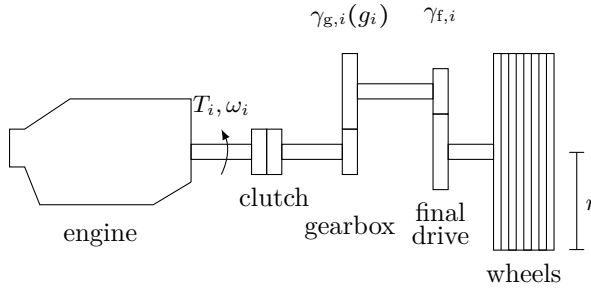 γg,i(gi)
γf,i
Ti, ωi
clutch
gearbox
final
drive
engine
wheels
r